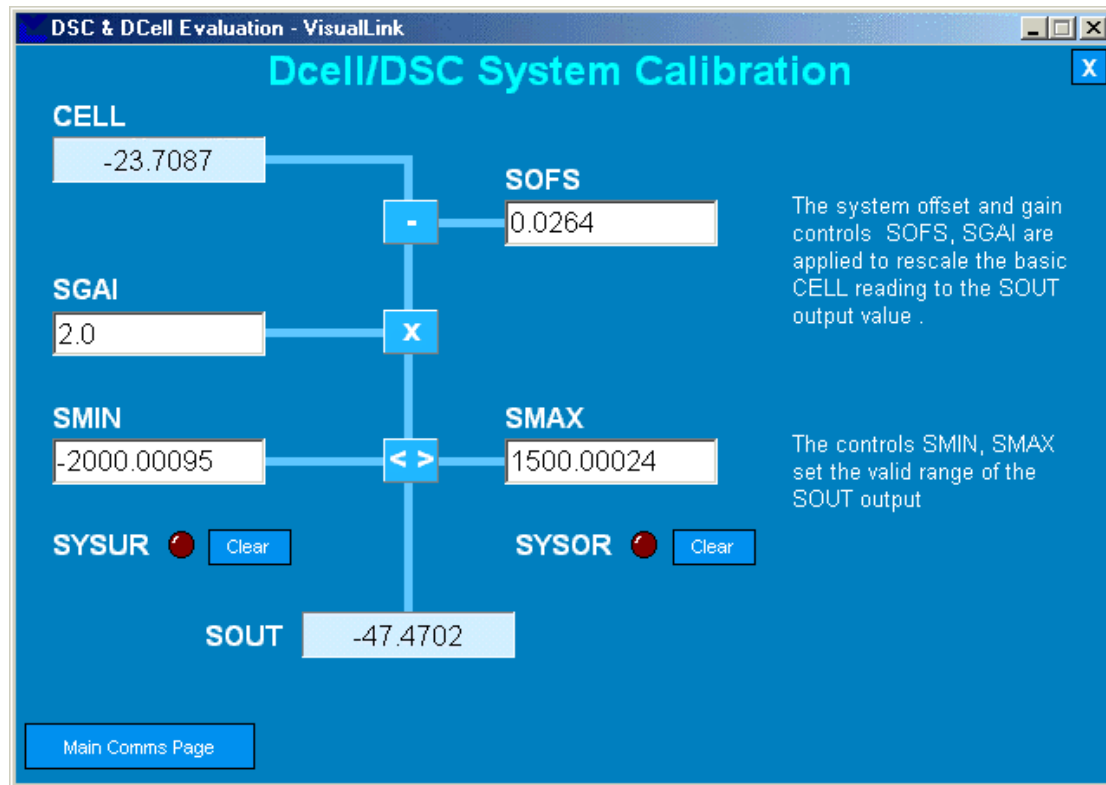 DSC & DCell Evaluation - VisualLink
Dcell/DSC System Calibration
X
CELL
-23.7087
SOFS
-
0.0264
The system offset and gain
controls SOFS, SGAI are
applied to rescale the basic
CELL reading to the SOUT
output value .
SGAI
2.0
X
SMIN
SMAX
-2000.00095
< >
1500.00024
The controls SMIN, SMAX
set the valid range of the
SOUT output
SYSUR
Clear
SYSOR
Clear
SOUT
-47.4702
Main Comms Page